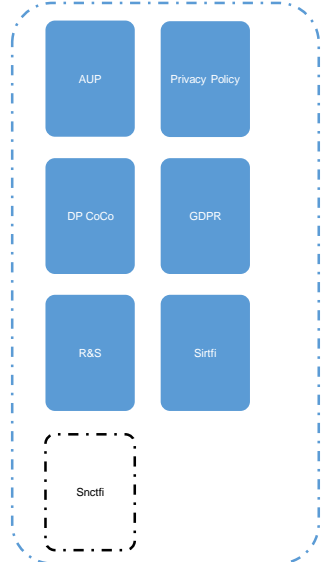 AUP
Privacy Policy
DP CoCo
GDPR
R&S
Sirtfi
Snctfi